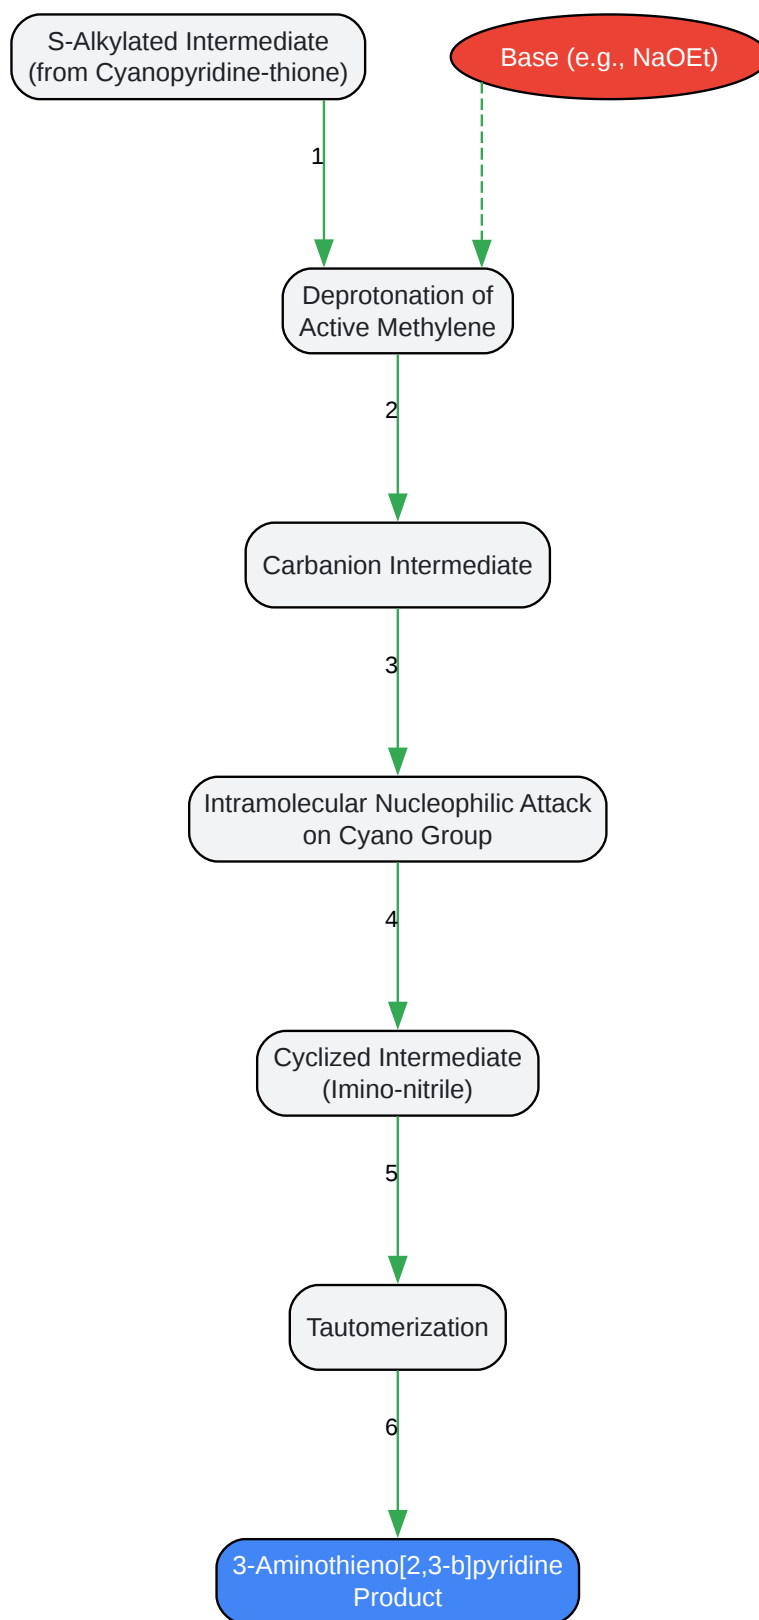 S-Alkylated Intermediate
(from Cyanopyridine-thione)
Base (e.g., NaOEt)
1
Deprotonation of
Active Methylene
2
Carbanion Intermediate
3
Intramolecular Nucleophilic Attack
on Cyano Group
4
Cyclized Intermediate
(Imino-nitrile)
5
Tautomerization
6
3-Aminothieno[2,3-b]pyridine
Product